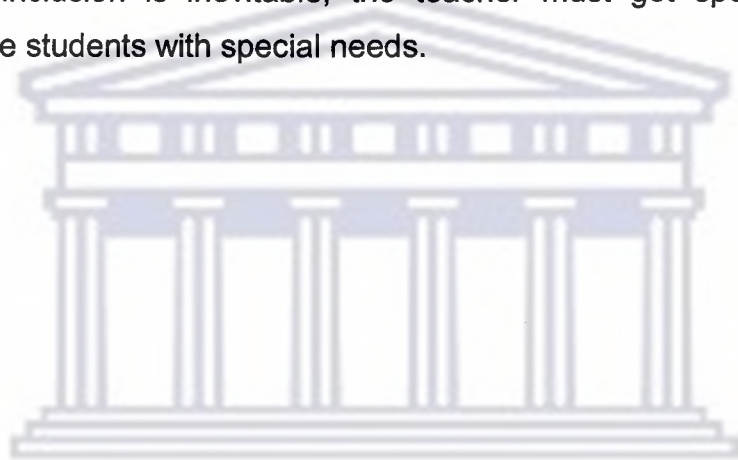 inclusion is inevitable, the teacher must get spe
e students with special needs.